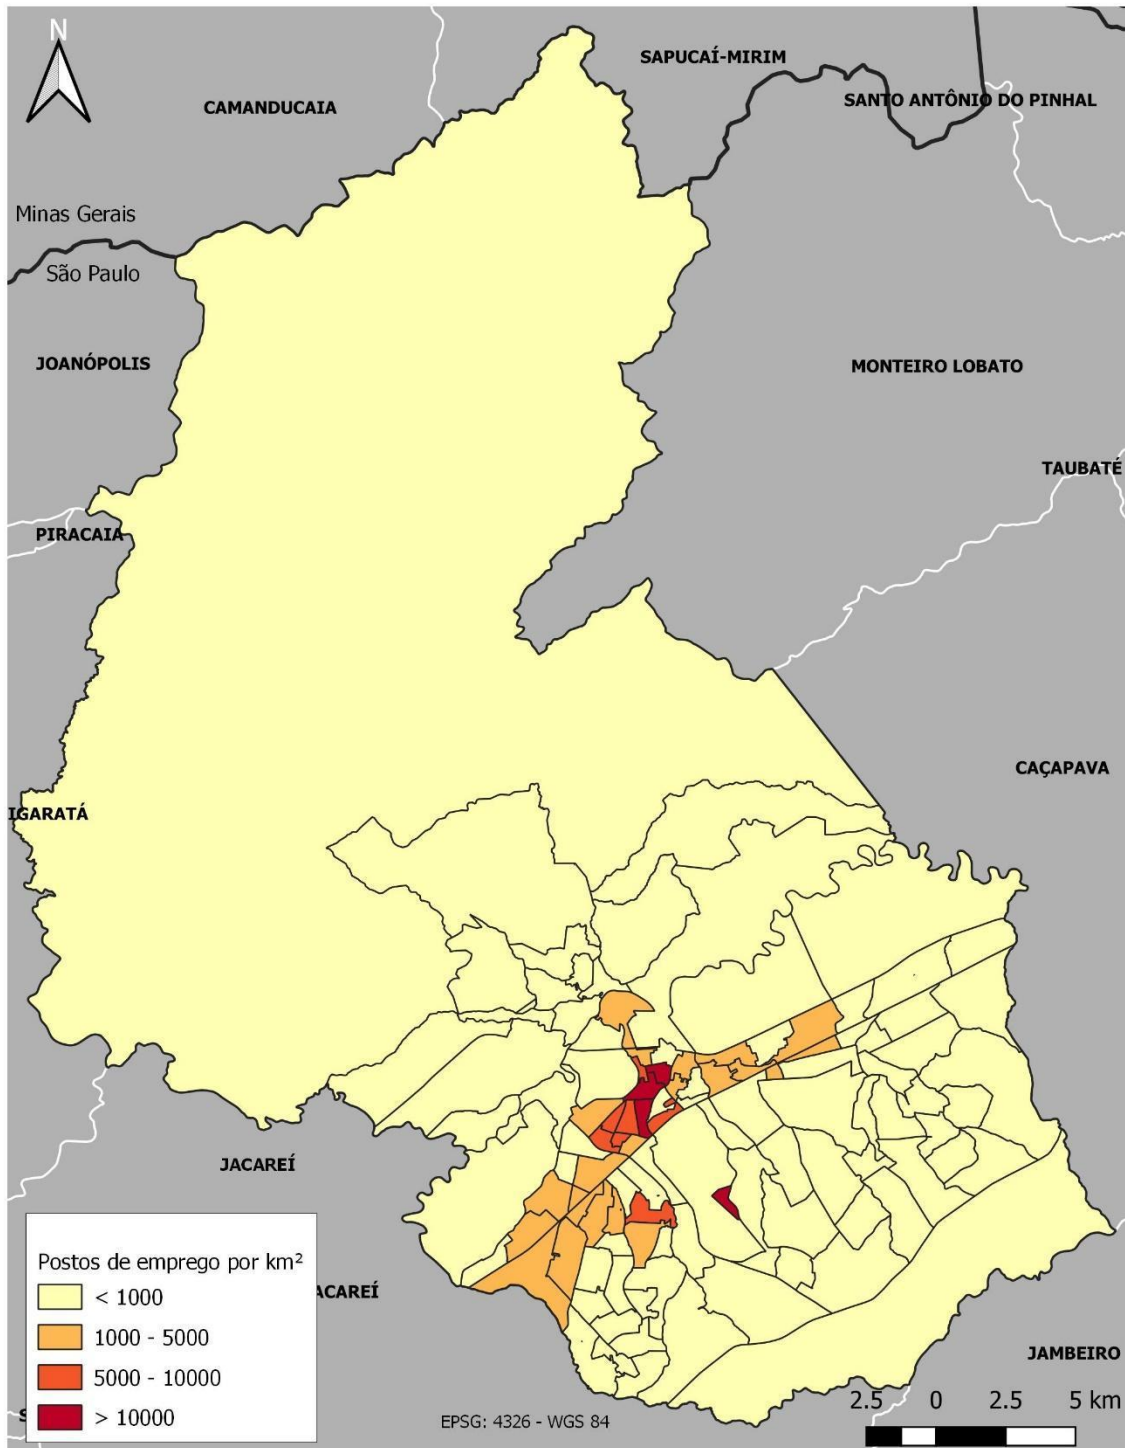 N
SAPUCAÍ-MIRIM
CAMANDUCAIA
SANTO ANTÔNIO DO PINHAL
Minas Gerais
São Paulo
JOANÓPOLIS
MONTEIRO LOBATO
TAUBATÉ
PIRACAIA
CAÇAPAVA
IGARATÁ
JACAREÍ
Postos de emprego por km²
< 1000
1000 - 5000
5000 - 10000
> 10000
ACAREÍ
JAMBEIRO
2.5 0 2.5 5 km
EPSG: 4326 - WGS 84